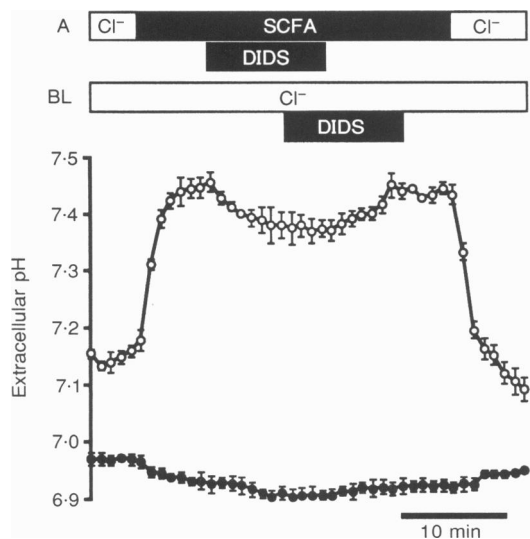 A Cl⁻ SCFA Cl⁻
DIDS
BL Cl⁻
DIDS
7·5
7·4
7·3
7·2
7·1
7·0
6·9
Extracellular pH
10 min